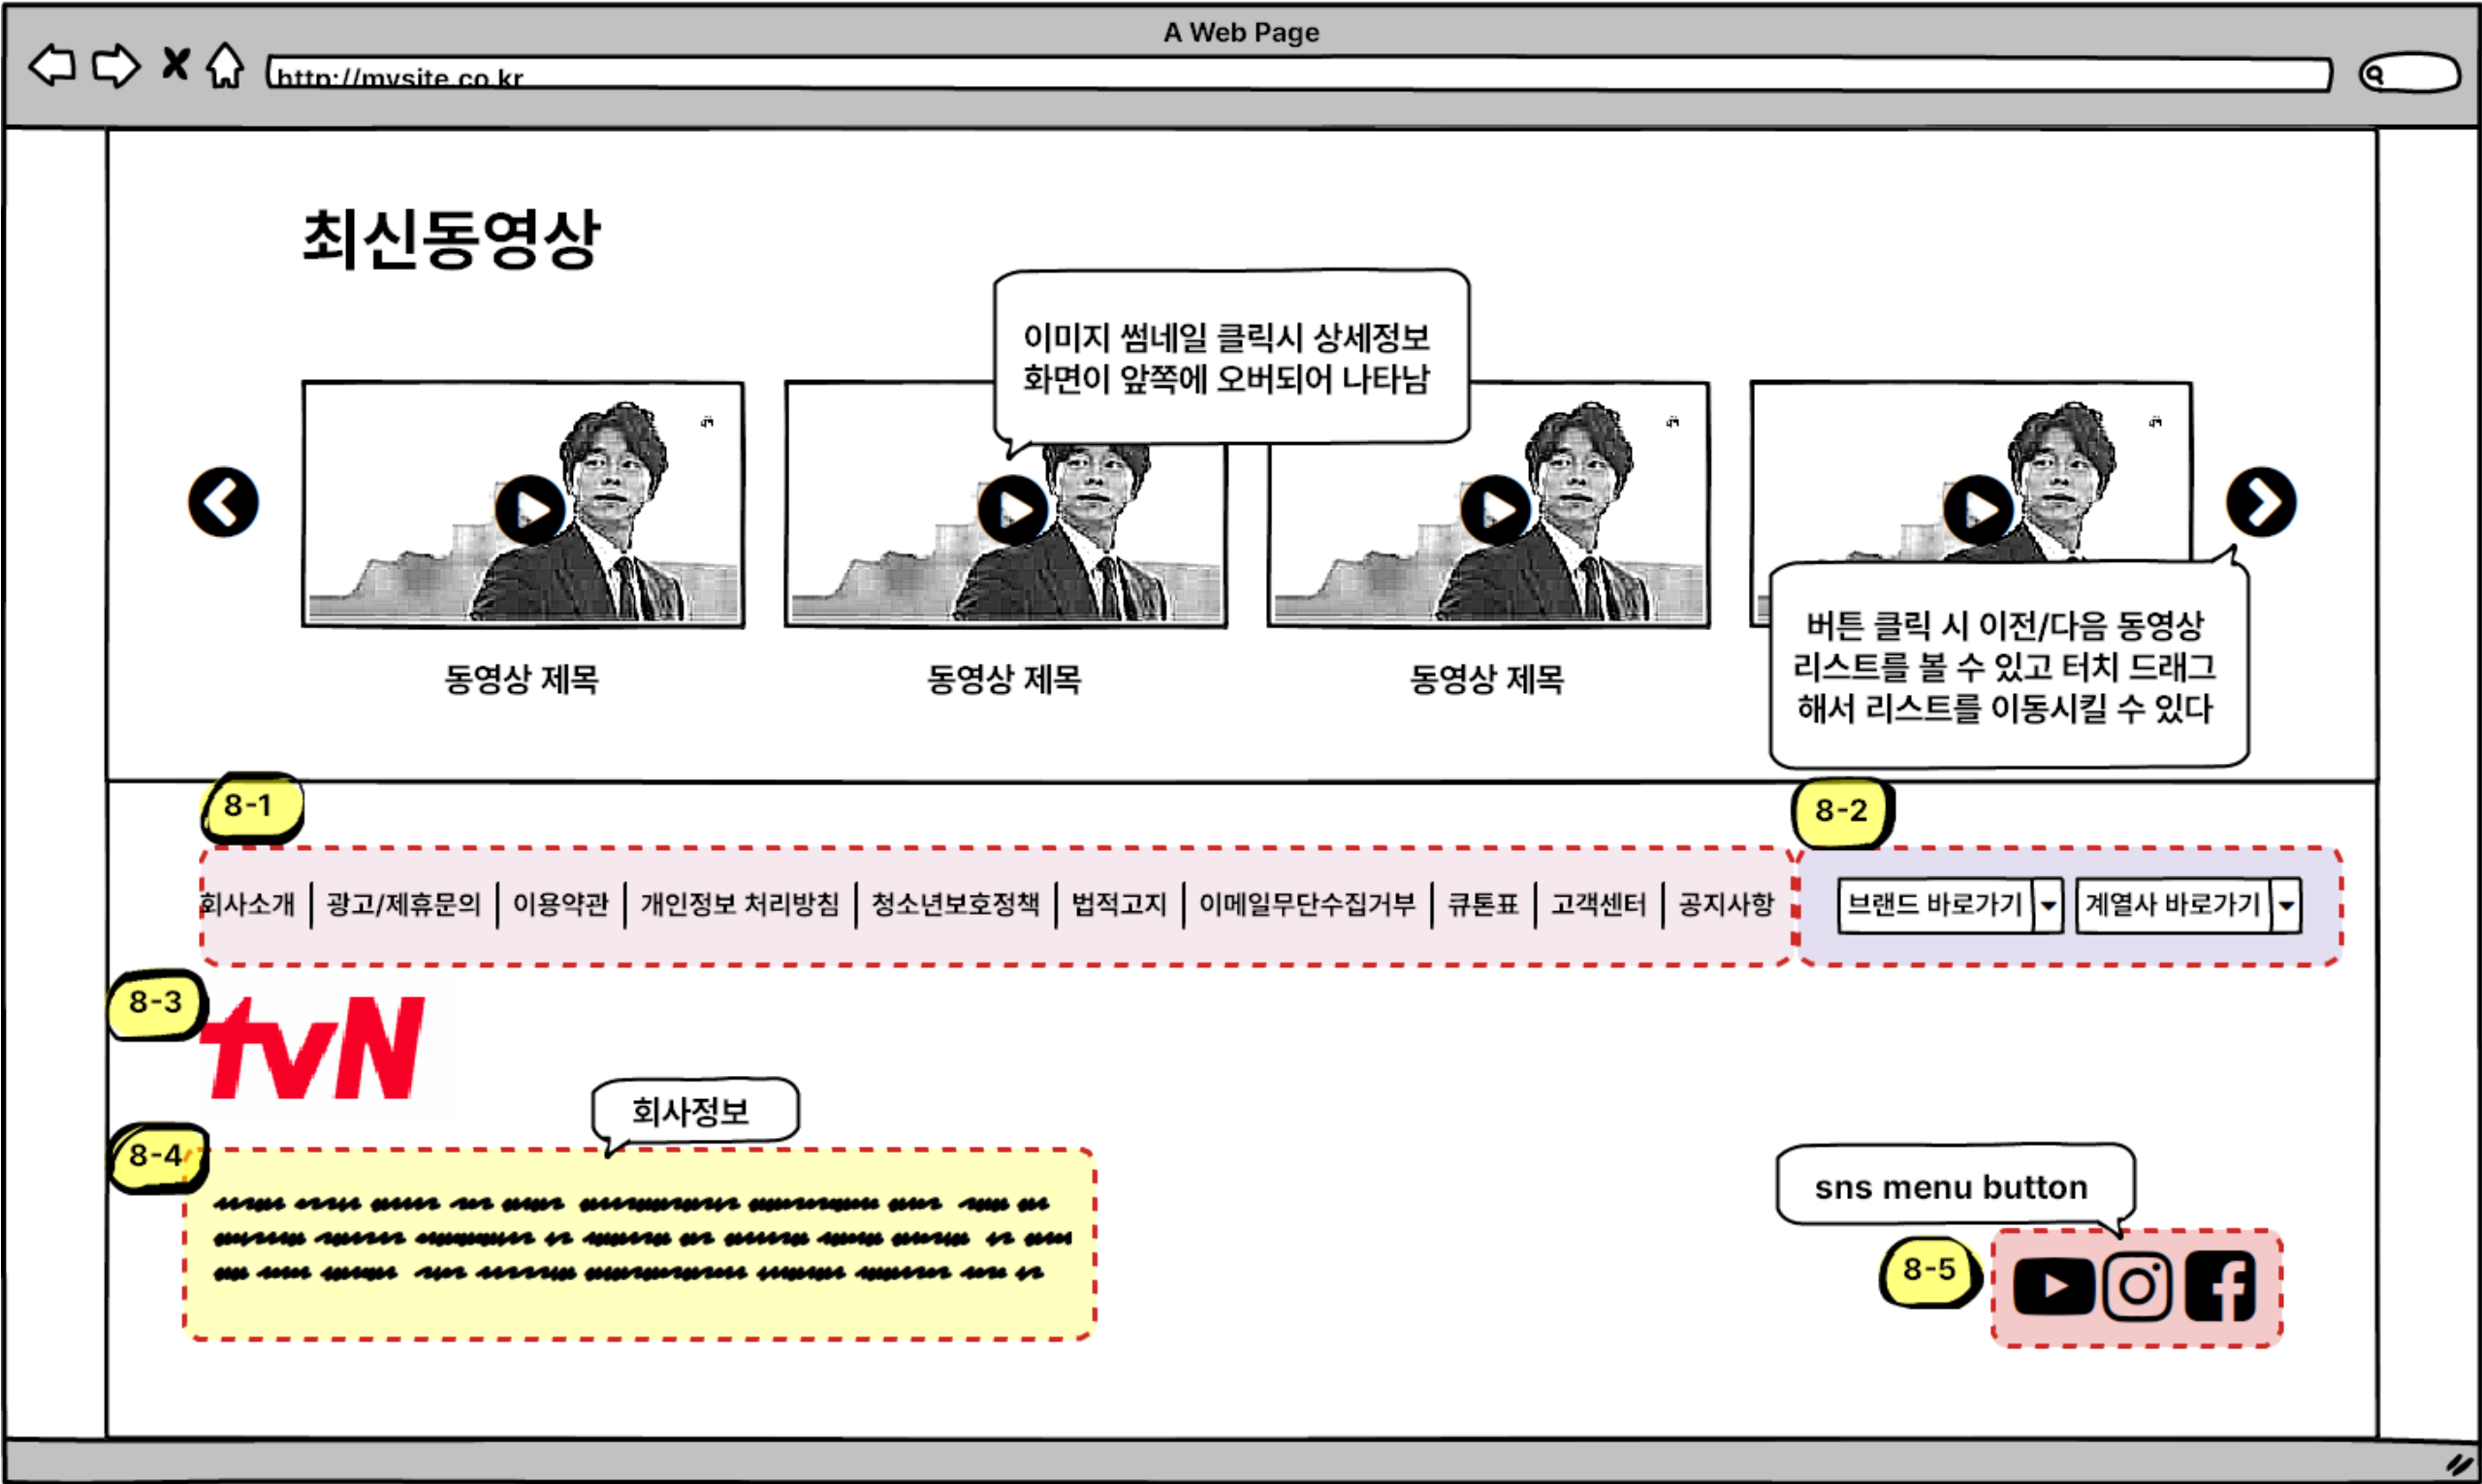 A Web Page
http://mysite.co.kr
최신동영상
이미지 썸네일 클릭시 상세정보
화면이 앞쪽에 오버되어 나타남
버튼 클릭 시 이전/다음 동영상
리스트를 볼 수 있고 터치 드래그
해서 리스트를 이동시킬 수 있다
동영상 제목
동영상 제목
동영상 제목
8-1
8-2
회사소개 | 광고/제휴문의 | 이용약관 | 개인정보 처리방침 | 청소년보호정책 | 법적고지 | 이메일무단수집거부 | 큐톤표 | 고객센터 | 공지사항
브랜드 바로가기
계열사 바로가기
8-3
tvN
회사정보
8-4
sns menu button
8-5